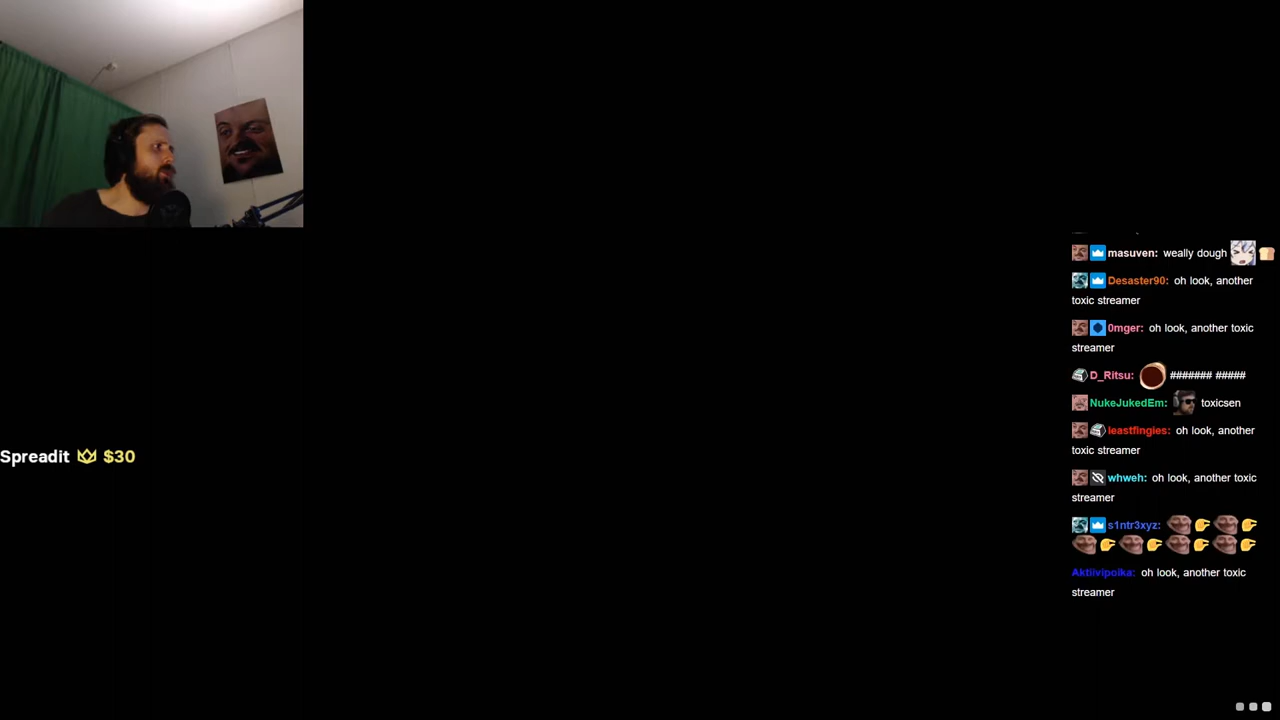 masuven: weally dough
Desaster90: oh look, another
toxic streamer
0mger: oh look, another toxic
streamer
D_Ritsu: ####### #####
NukeJukedEm: toxicsen
leastfingies: oh look, another
toxic streamer
Spreadit $30
whweh: oh look, another toxic
streamer
s1ntr3xyz:
Aktiivipoika: oh look, another toxic
streamer